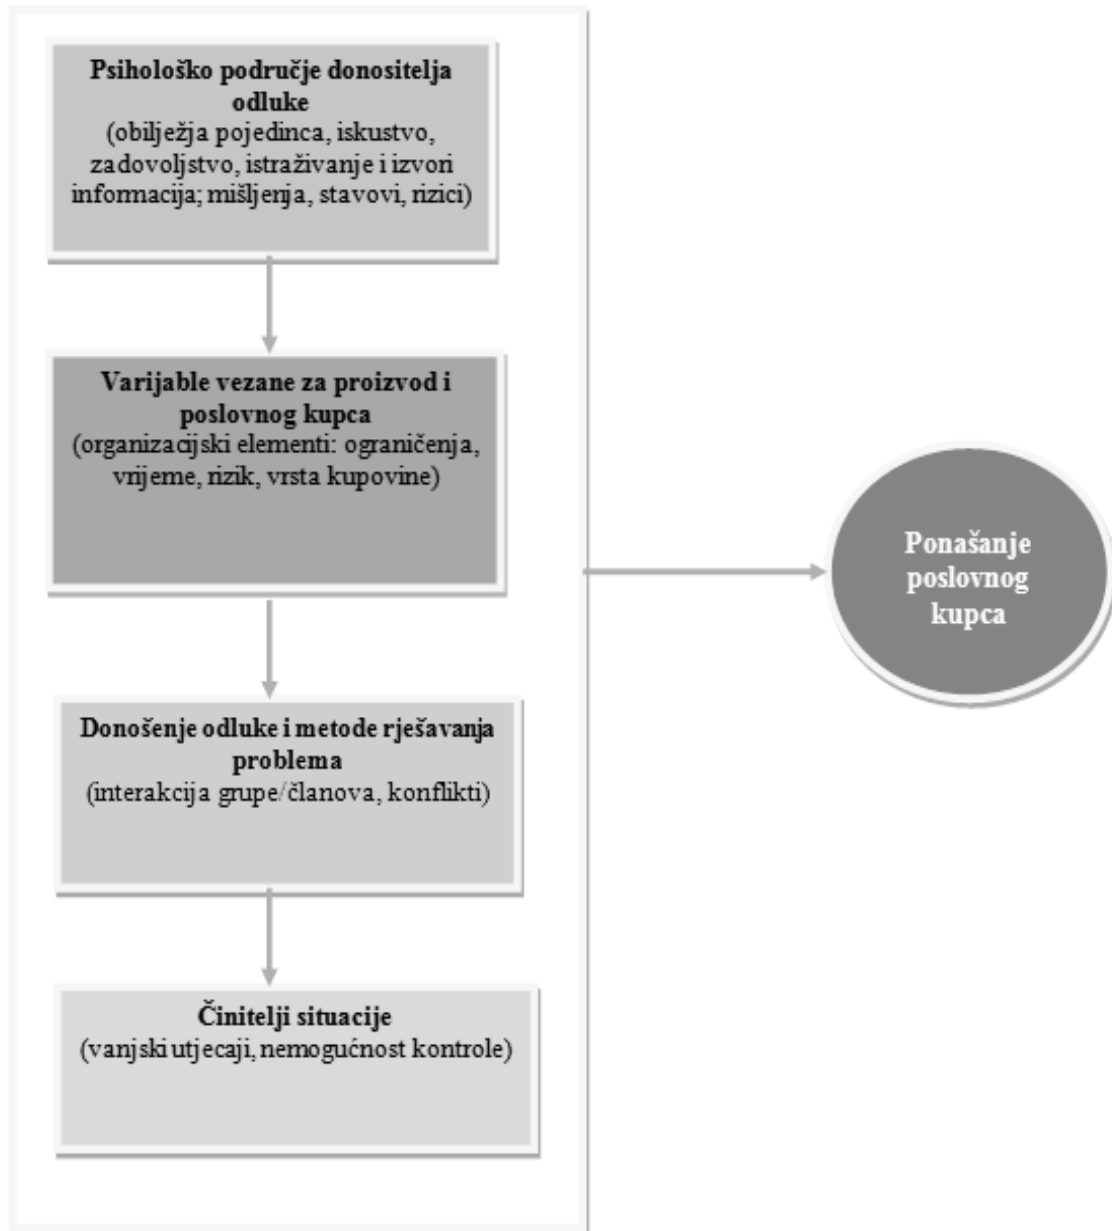 Psihološko područje donositelja
odluke
(obilježja pojedinca, iskustvo,
zadovoljstvo, istraživanje i izvori
informacija; mišljenja, stavovi, rizici)
Varijable vezane za proizvod i
poslovnog kupca
(organizacijski elementi: ograničenja,
vrijeme, rizik, vrsta kupovine)
Donošenje odluke i metode rješavanja
problema
(interakcija grupe/članova, konflikti)
Činitelji situacije
(vanjski utjecaji, nemogućnost kontrole)
Ponašanje
poslovnog
kupca